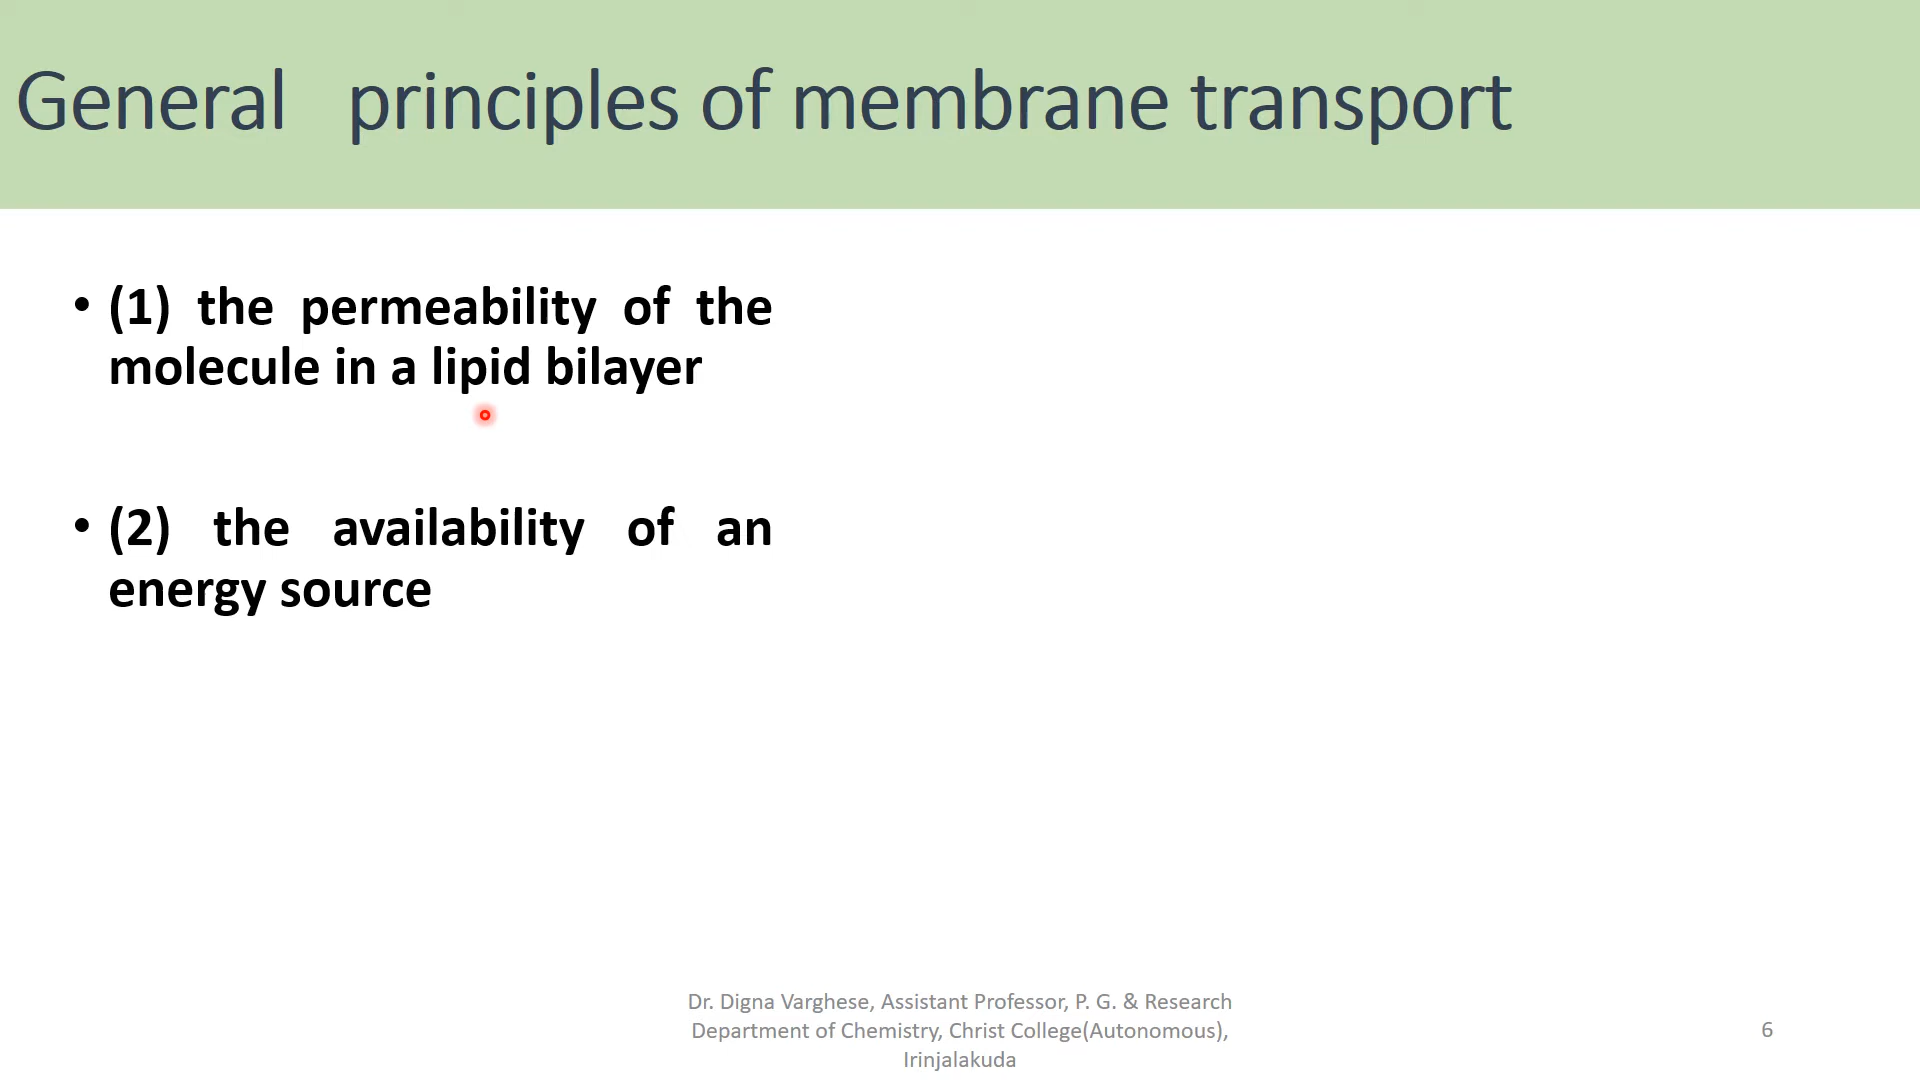 General principles of membrane transport
• (1) the permeability of the
molecule in a lipid bilayer
• (2) the availability of an
energy source
Dr. Digna Varghese, Assistant Professor, P. G. & Research
Department of Chemistry, Christ College(Autonomous),
Irinjalakuda
6